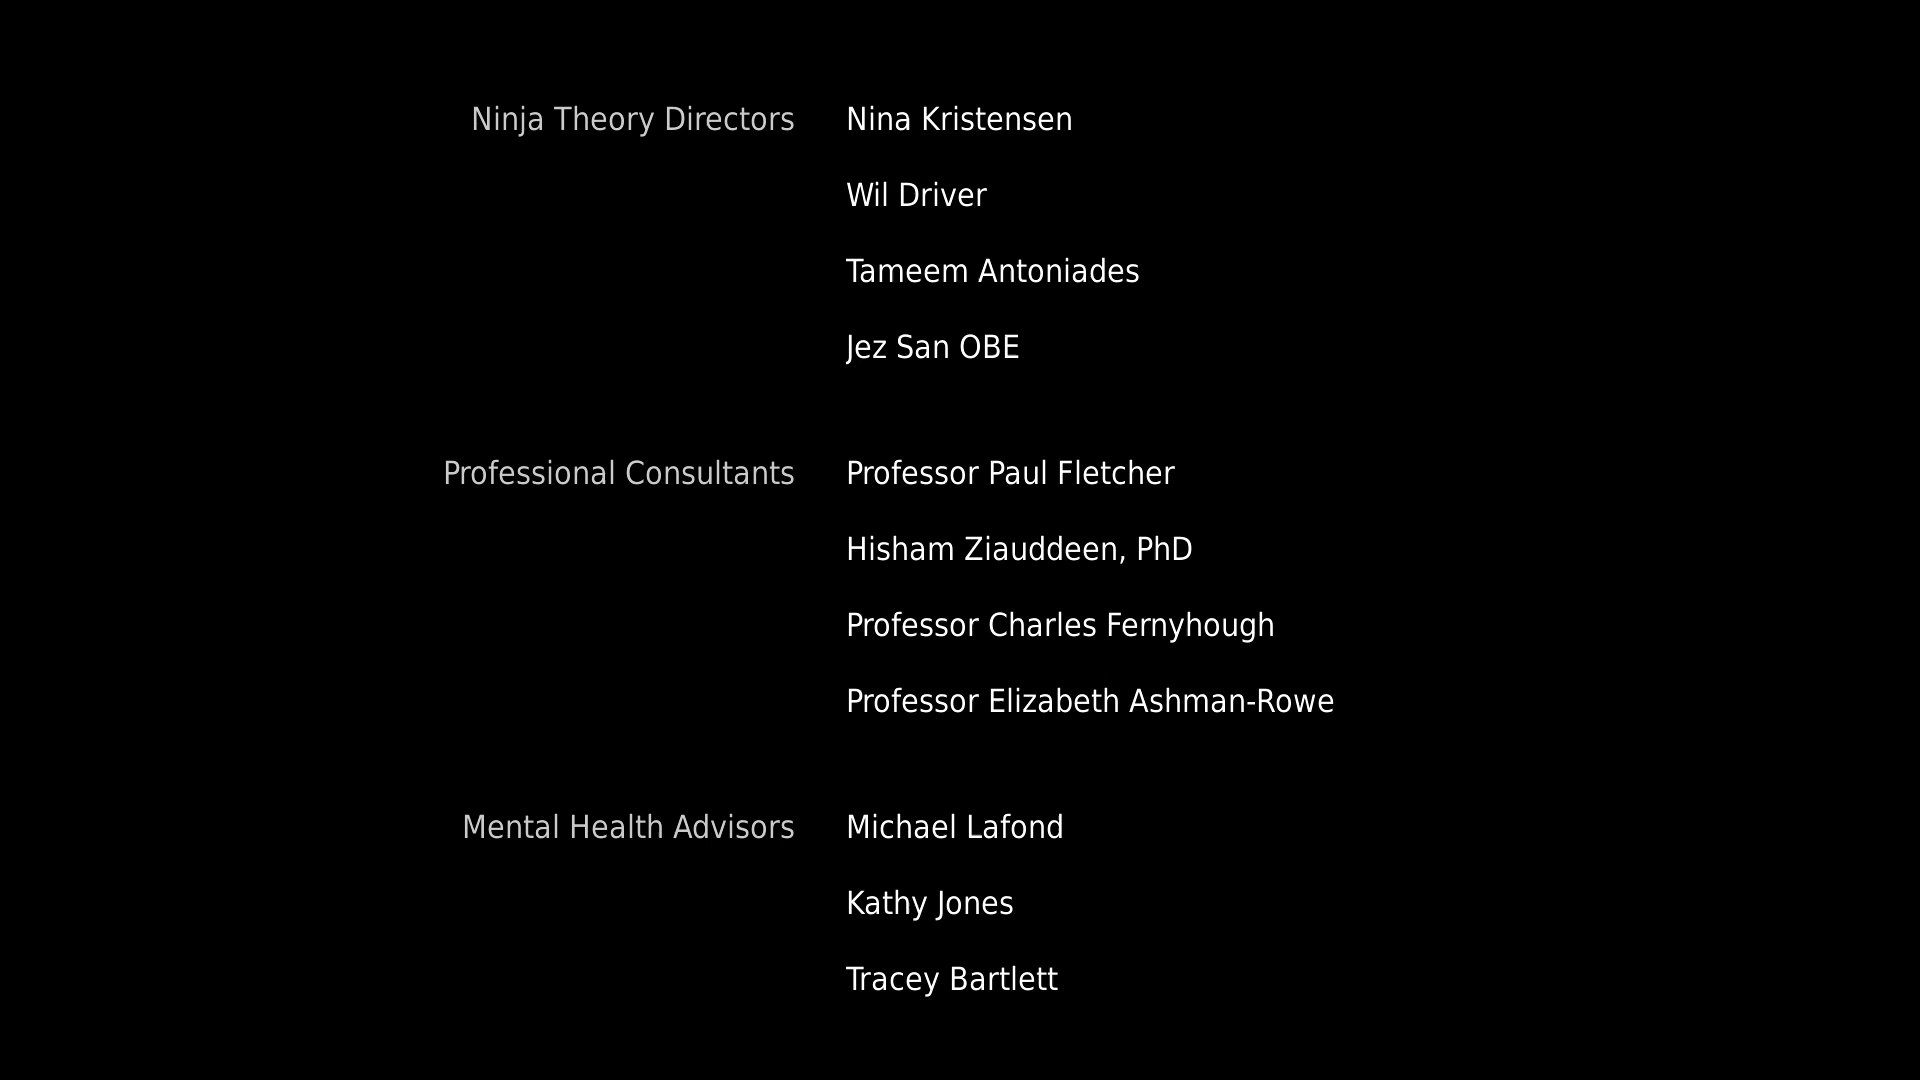 Ninja Theory Directors Nina Kristensen
Wil Driver
Tameem Antoniades
Jez San OBE
Professional Consultants Professor Paul Fletcher
Hisham Ziauddeen, PhD
Professor Charles Fernyhough
Professor Elizabeth Ashman-Rowe
Mental Health Advisors Michael Lafond
Kathy Jones
Tracey Bartlett